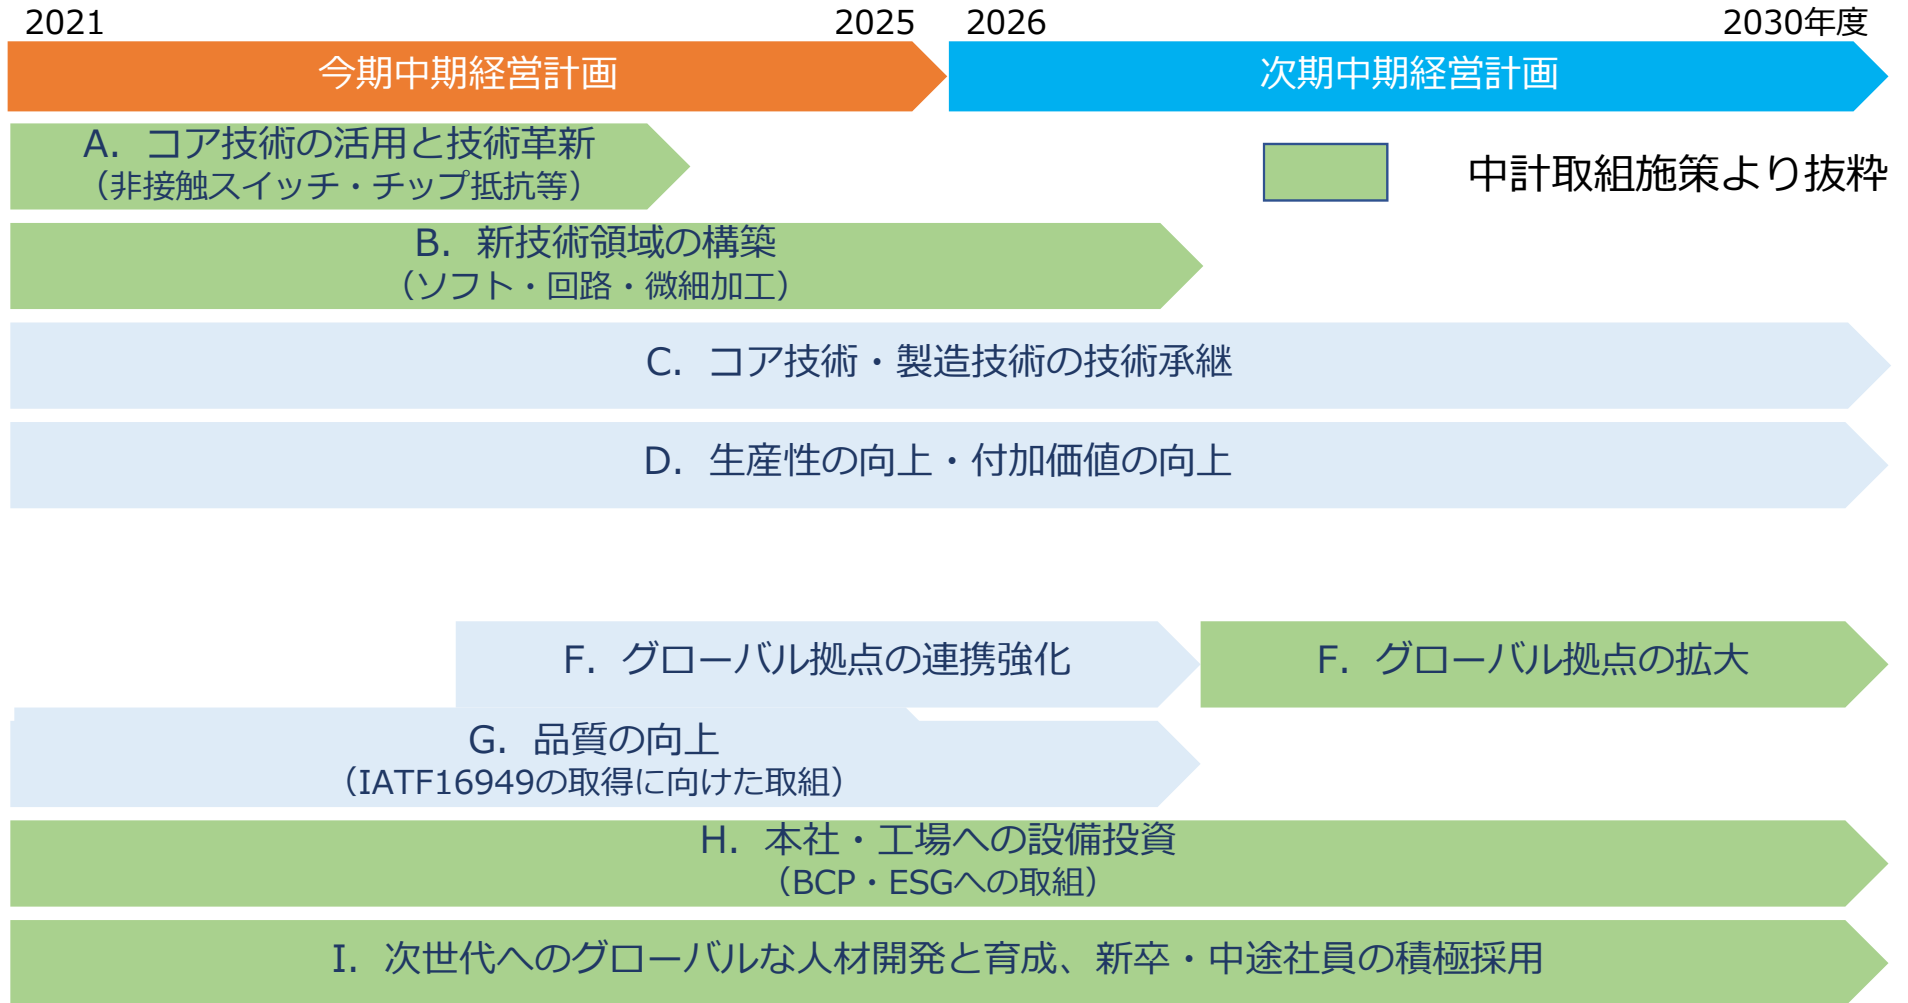 2021 2025 2026 2030年度
今期中期経営計画 次期中期経営計画
A. コア技術の活用と技術革新
（非接触スイッチ・チップ抵抗等）
中計取組施策より抜粋
B. 新技術領域の構築
（ソフト・回路・微細加工）
C. コア技術・製造技術の技術承継
D. 生産性の向上・付加価値の向上
F. グローバル拠点の連携強化 F. グローバル拠点の拡大
G. 品質の向上
（IATF16949の取得に向けた取組）
H. 本社・工場への設備投資
（BCP・ESGへの取組）
I. 次世代へのグローバルな人材開発と育成、新卒・中途社員の積極採用